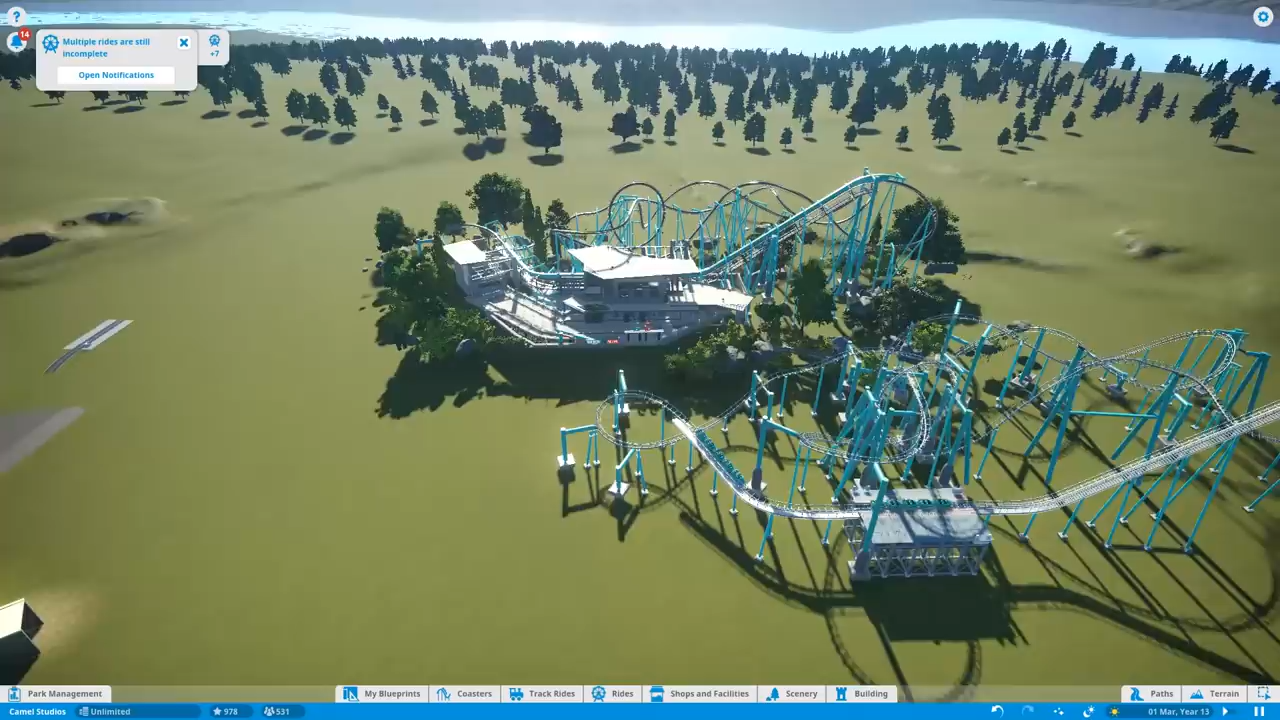 ?
14
Multiple rides are still
incomplete
+7
Open Notifications
Park Management
My Blueprints
Coasters
Track Rides
Rides
Shops and Facilities
Scenery
Building
Paths
Terrain
Camel Studios
Unlimited
978
531
01 Mar, Year 13